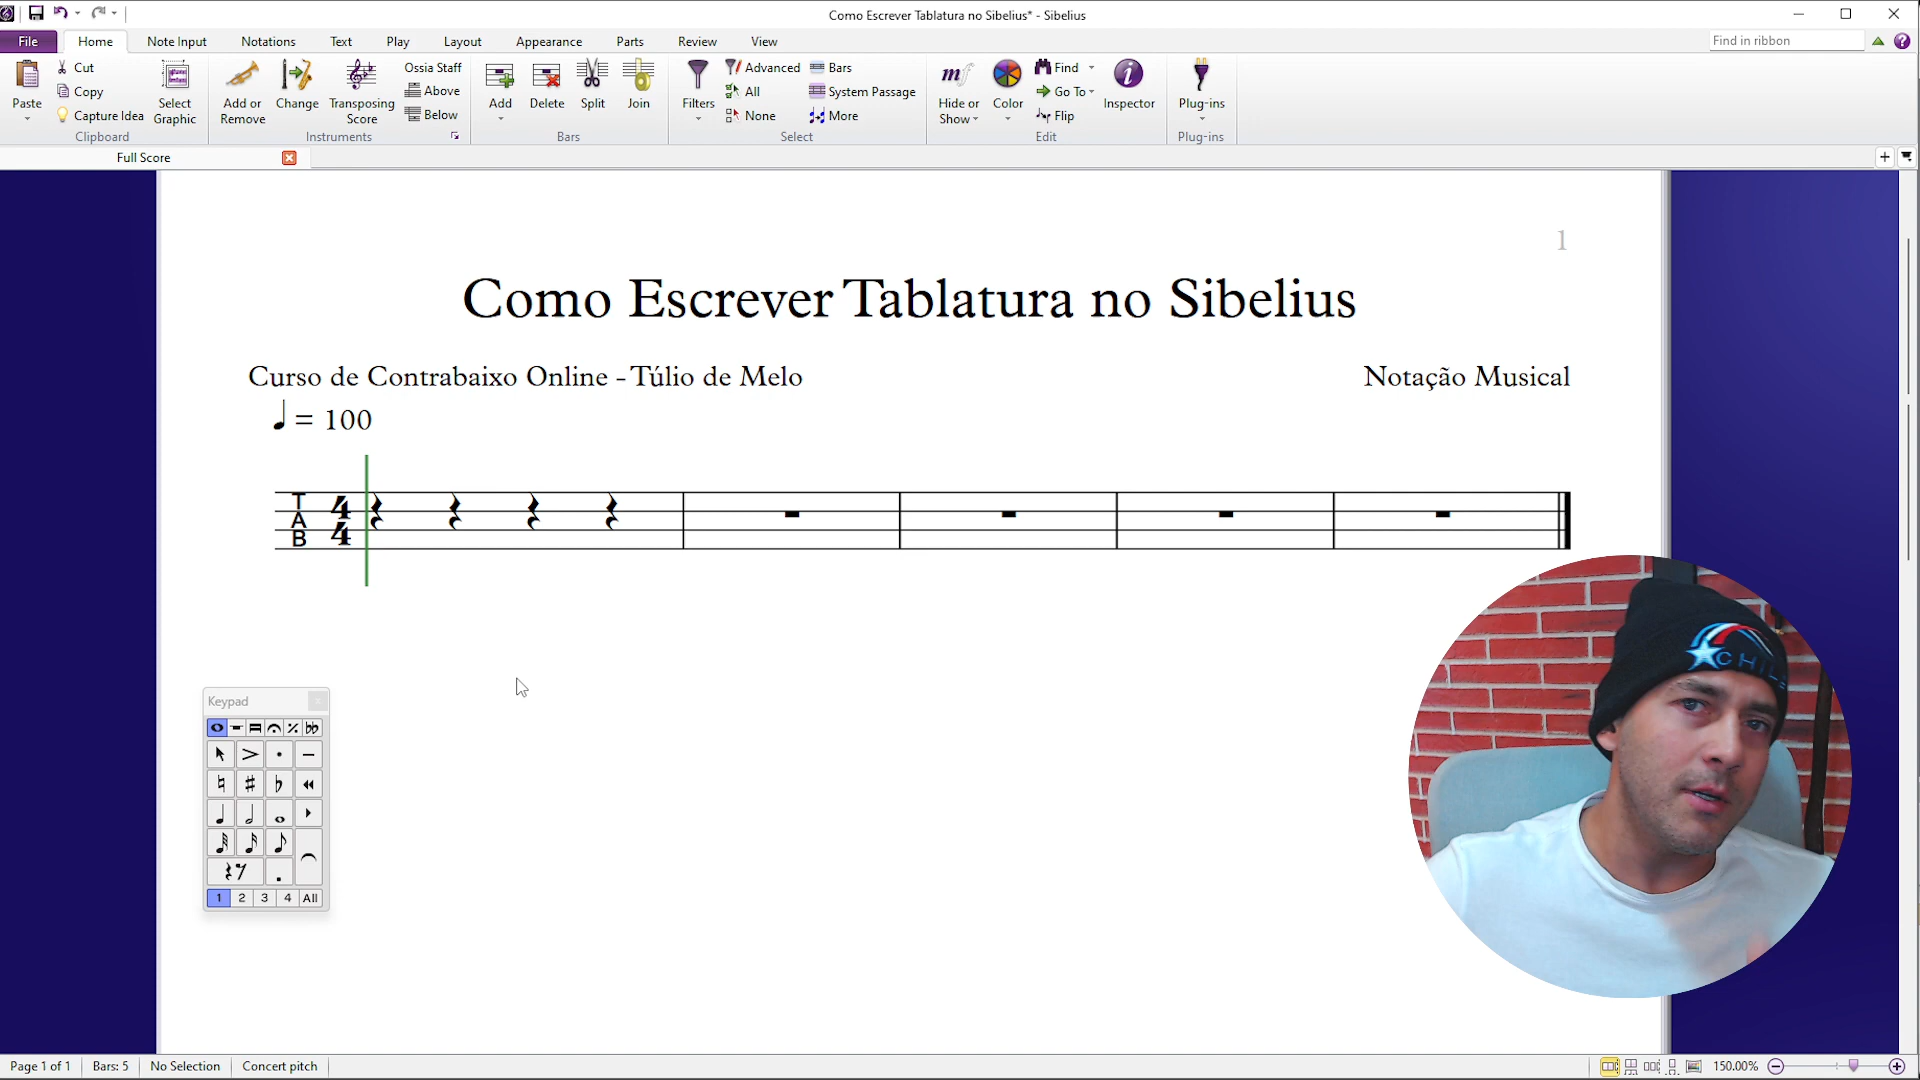 Como Escrever Tablatura no Sibelius* - Sibelius
File Home Note Input Notations Text Play Layout Appearance Parts Review View Find in ribbon
Paste Cut Copy Capture Idea Select Graphic
Clipboard
Add or Remove Change Transposing Score Ossia Staff Above Below
Instruments
Add Delete Split Join
Bars
Filters Advanced All None Bars System Passage More
Select
Hide or Show Color Find Go To Flip Inspector
Edit
Plug-ins
Plug-ins
Full Score
1
Como Escrever Tablatura no Sibelius
Curso de Contrabaixo Online - Túlio de Melo
Notação Musical
= 100
T
A
B
4
4
CHILE
Keypad
1 2 3 4 All
Page 1 of 1 Bars: 5 No Selection Concert pitch 150.00%